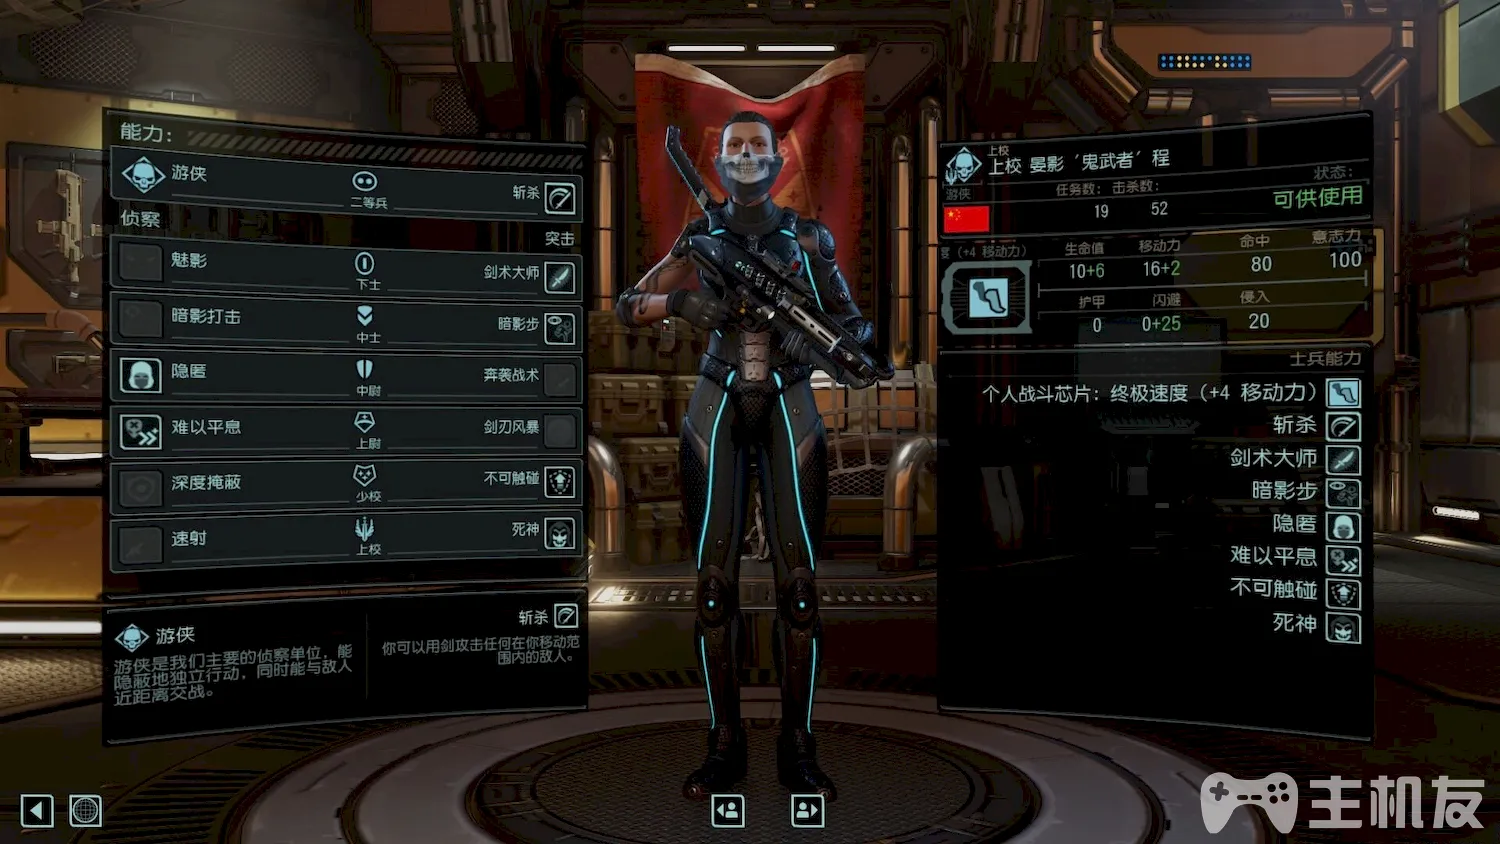 能力：
游侠
二等兵
斩杀
侦察
突击
魅影
下士
剑术大师
暗影打击
中士
暗影步
隐匿
中尉
奔袭战术
难以平息
上尉
剑刃风暴
深度掩蔽
少校
不可触碰
速射
上校
死神
游侠
游侠是我们主要的侦察单位，能
隐蔽地独立行动，同时能与敌人
近距离交战。
斩杀
你可以用剑攻击任何在你移动范
围内的敌人。
上校
上校 晏影 '鬼武者' 程
游侠
任务数： 击杀数：
19 52
状态：
可供使用
度（+4 移动力）
生命值 移动力 命中 意志力
10+6 16+2 80 100
护甲 闪避 侵入
0 0+25 20
士兵能力
个人战斗芯片：终极速度（+4 移动力）
斩杀
剑术大师
暗影步
隐匿
难以平息
不可触碰
死神
主机友